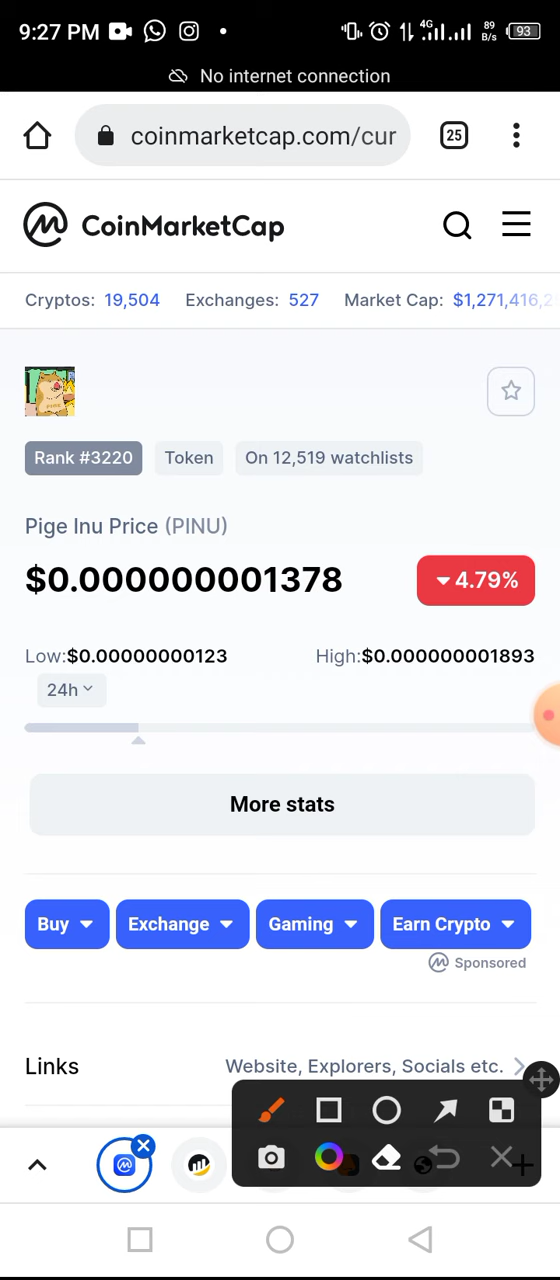 9:27 PM 4G 89 B/s 93
No internet connection
coinmarketcap.com/cur 25
CoinMarketCap
Cryptos: 19,504 Exchanges: 527 Market Cap: $1,271,416,2
Rank #3220 Token On 12,519 watchlists
Pige Inu Price (PINU)
$0.000000001378 4.79%
Low:$0.00000000123 High:$0.000000001893
24h
More stats
Buy Exchange Gaming Earn Crypto
Sponsored
Links Website, Explorers, Socials etc.